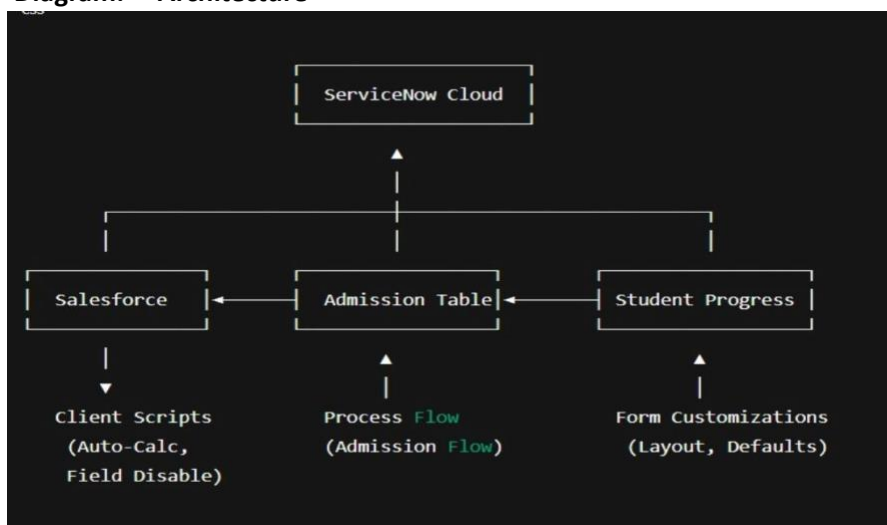 Diagram: - Architecture
css
ServiceNow Cloud
Salesforce
Admission Table
Student Progress
Client Scripts
(Auto-Calc,
Field Disable)
Process Flow
(Admission Flow)
Form Customizations
(Layout, Defaults)